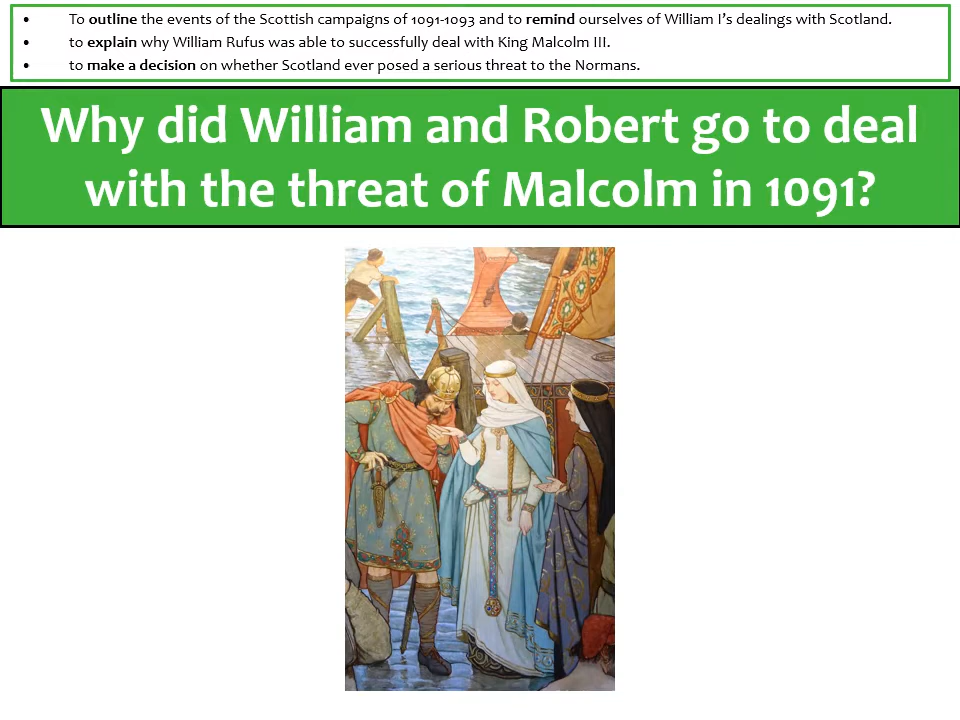 • To outline the events of the Scottish campaigns of 1091-1093 and to remind ourselves of William I’s dealings with Scotland.
• to explain why William Rufus was able to successfully deal with King Malcolm III.
• to make a decision on whether Scotland ever posed a serious threat to the Normans.
Why did William and Robert go to deal
with the threat of Malcolm in 1091?